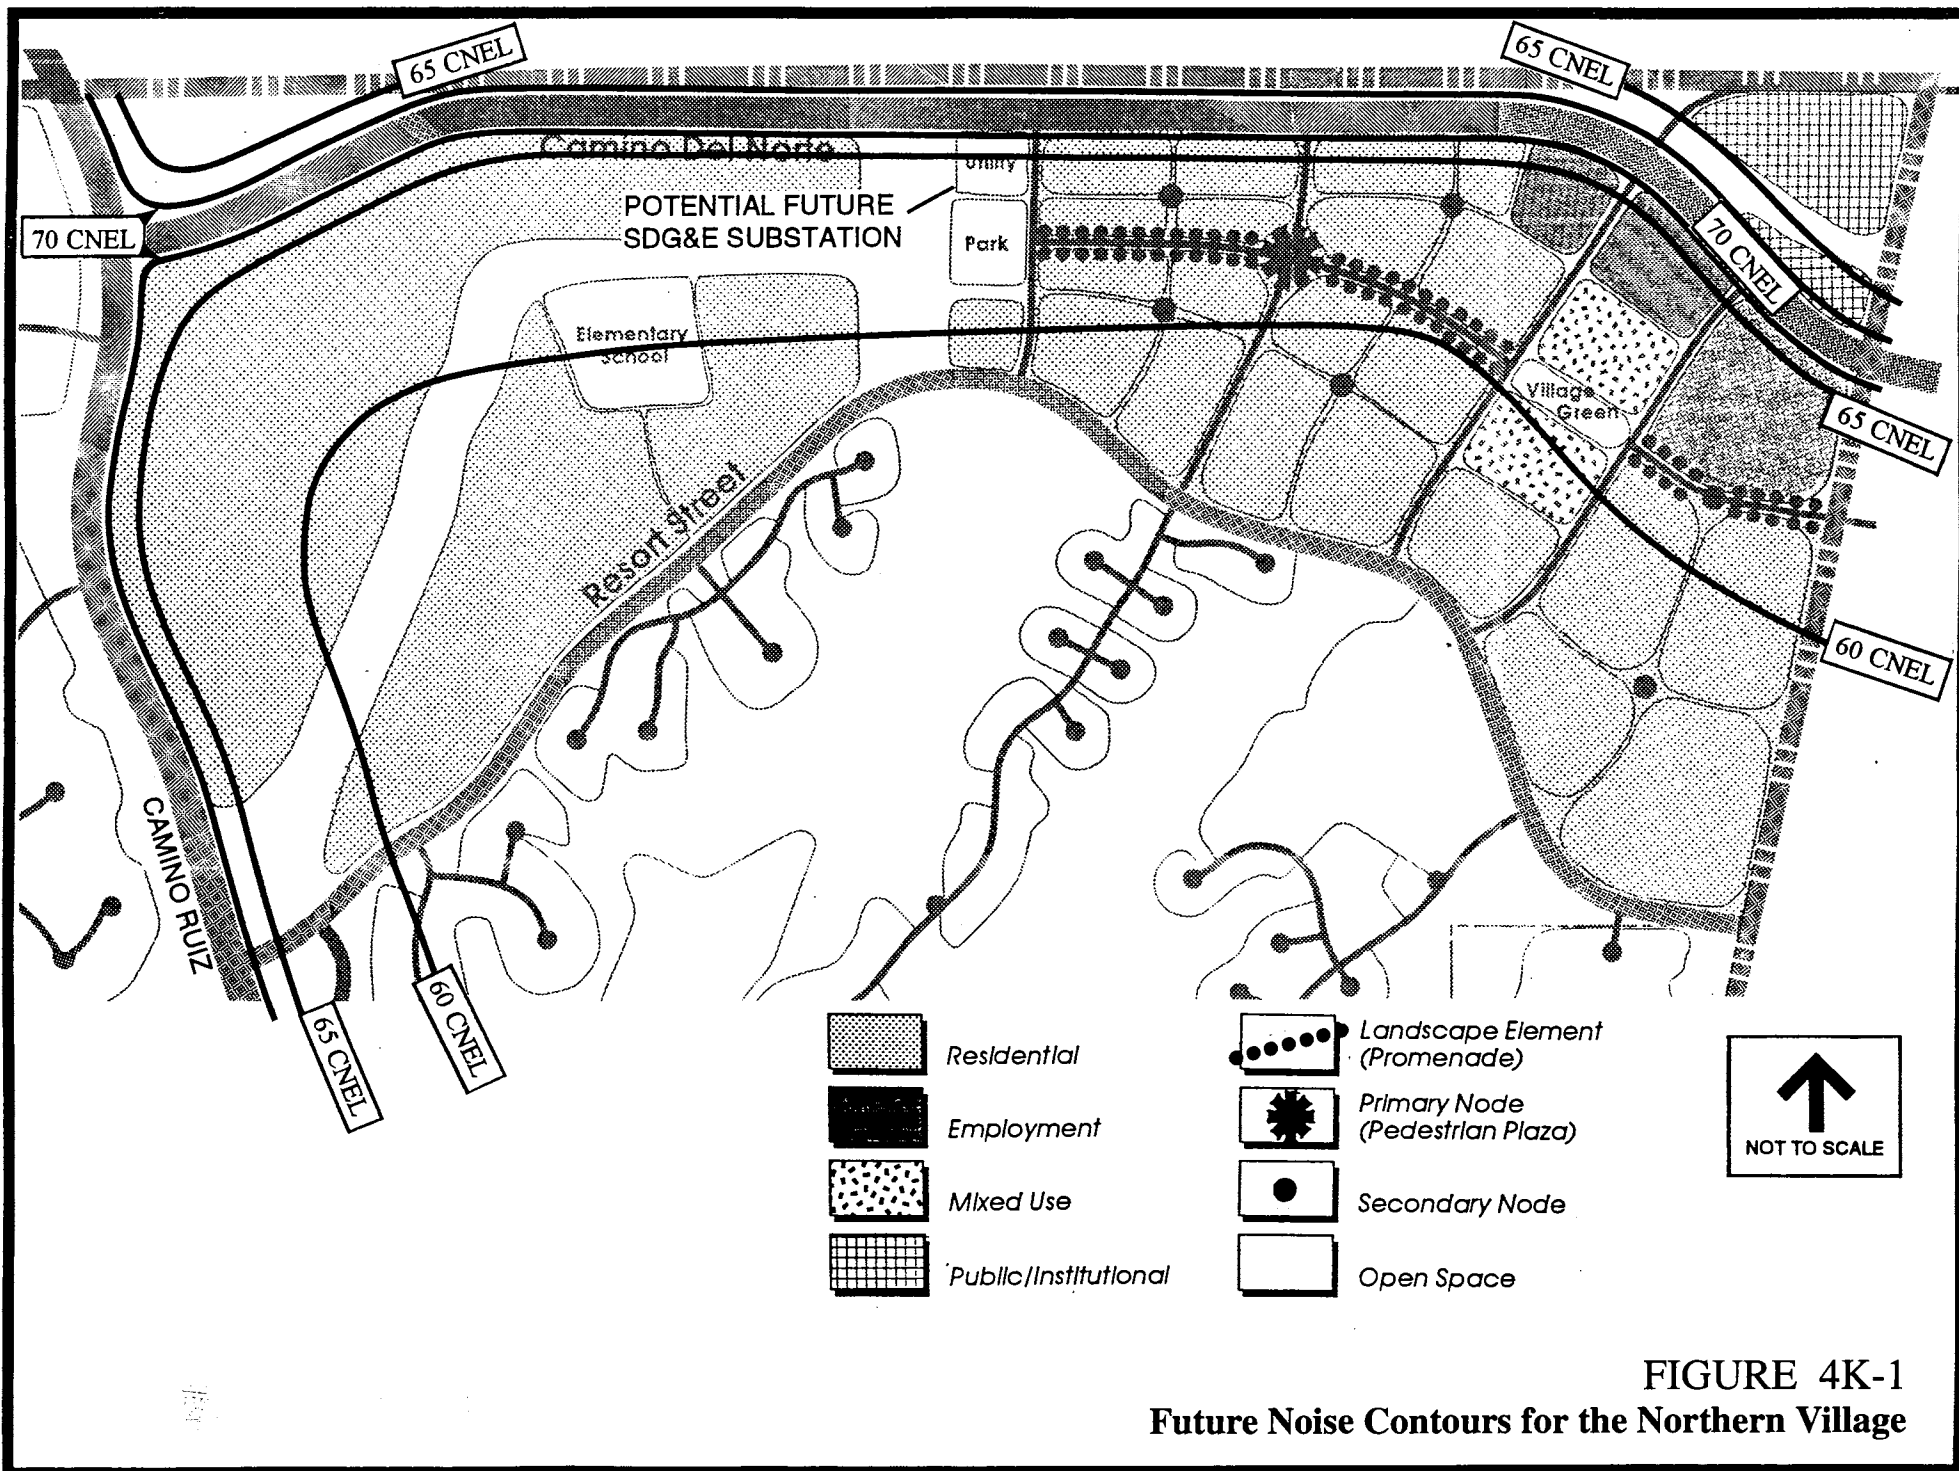 65 CNEL
65 CNEL
Camino Del Norte
Utility
POTENTIAL FUTURE
SDG&E SUBSTATION
70 CNEL
Park
70 CNEL
Elementary
School
Village
Green
65 CNEL
Resort Street
60 CNEL
CAMINO RUIZ
60 CNEL
65 CNEL
Residential
Employment
Mixed Use
Public/Institutional
Landscape Element
(Promenade)
Primary Node
(Pedestrian Plaza)
Secondary Node
Open Space
NOT TO SCALE
FIGURE 4K-1
Future Noise Contours for the Northern Village